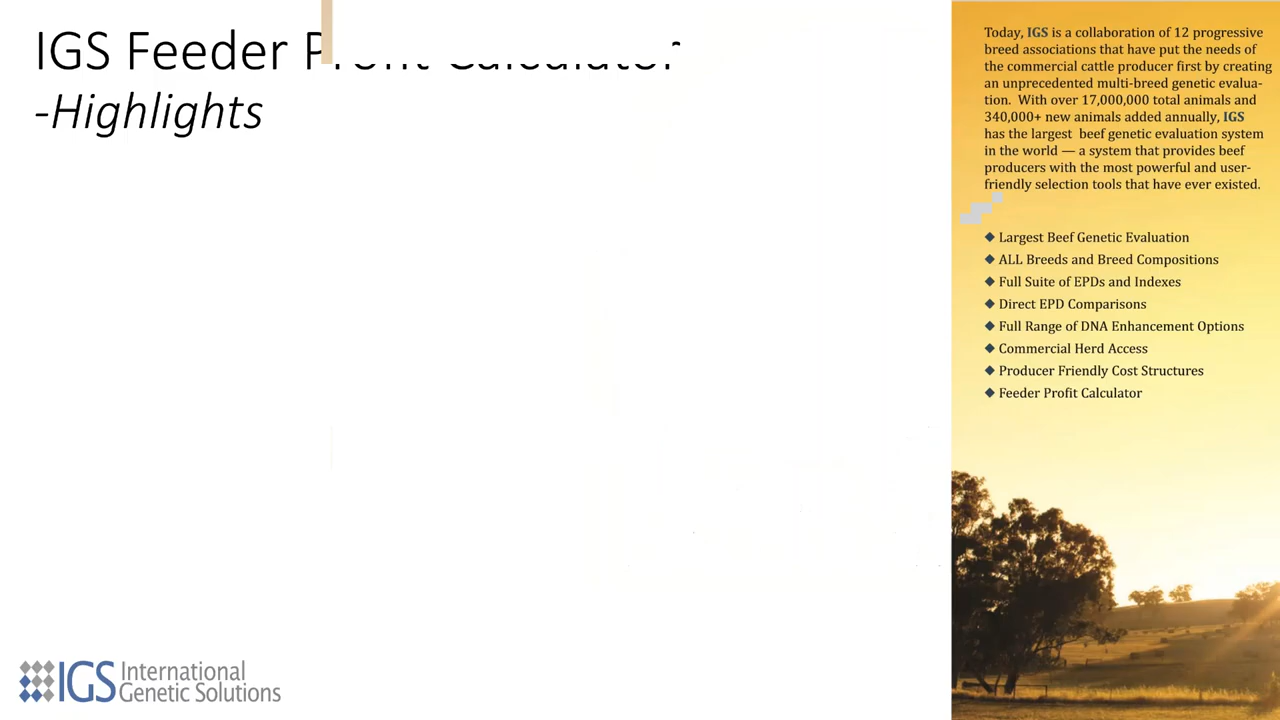 IGS Feeder
-Highlights
Today, IGS is a collaboration of 12 progressive
breed associations that have put the needs of
the commercial cattle producer first by creating
an unprecedented multi-breed genetic evalua-
tion. With over 17,000,000 total animals and
340,000+ new animals added annually, IGS
has the largest beef genetic evaluation system
in the world — a system that provides beef
producers with the most powerful and user-
friendly selection tools that have ever existed.
◆ Largest Beef Genetic Evaluation
◆ ALL Breeds and Breed Compositions
◆ Full Suite of EPDs and Indexes
◆ Direct EPD Comparisons
◆ Full Range of DNA Enhancement Options
◆ Commercial Herd Access
◆ Producer Friendly Cost Structures
◆ Feeder Profit Calculator
IGS International
Genetic Solutions